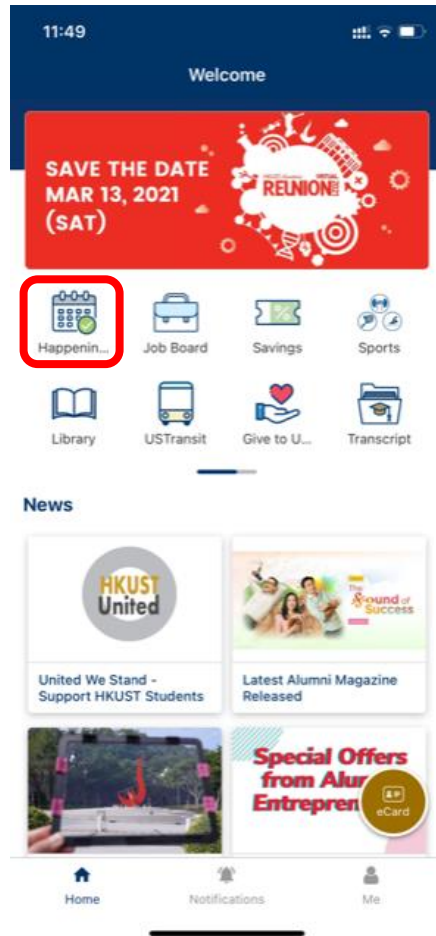 11:49
Welcome
SAVE THE DATE
MAR 13, 2021
(SAT)
REUNION
Happenin...
Job Board
Savings
Sports
Library
USTransit
Give to U...
Transcript
News
HKUST
United
The
Sound of
Success
United We Stand -
Support HKUST Students
Latest Alumni Magazine
Released
Special Offers
from Alu
Entrepren
eCard
Home
Notifications
Me